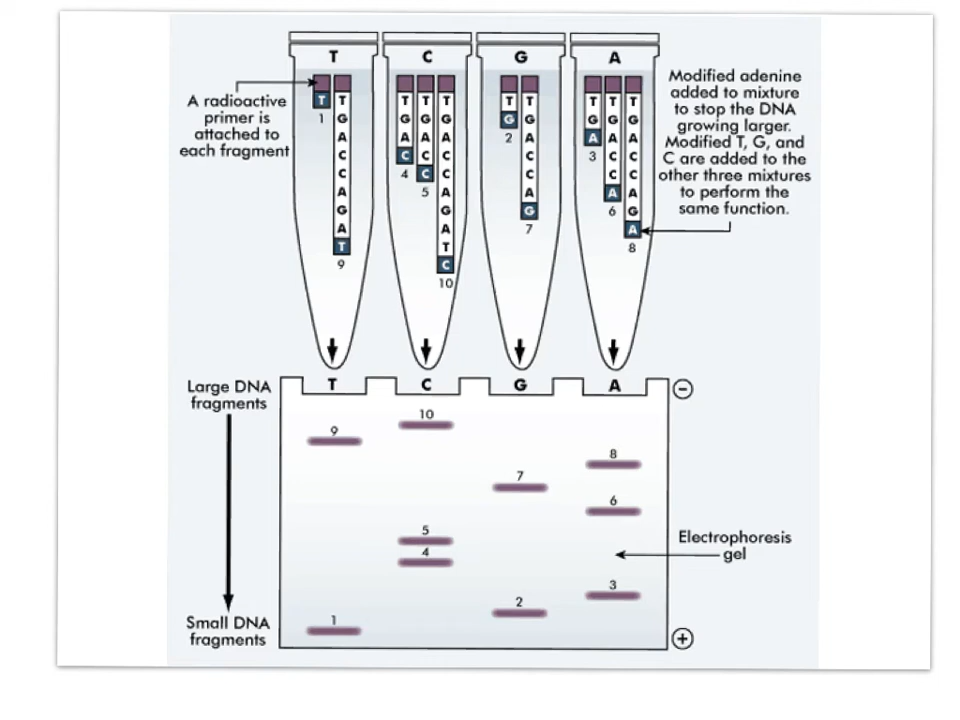 T C G A
A radioactive
primer is
attached to
each fragment
T
1
T
G
A
C
C
A
G
A
T
9
T
G
A
C
4
T
G
A
C
C
5
T
G
A
C
C
A
G
A
T
C
10
T
G
2
T
G
A
C
C
A
G
7
T
G
A
3
T
G
A
C
C
A
6
T
G
A
C
C
A
G
A
8
Modified adenine
added to mixture
to stop the DNA
growing larger.
Modified T, G, and
C are added to the
other three mixtures
to perform the
same function.
T C G A
Large DNA
fragments
−
10
9
8
7
6
5
4
3
2
1
Electrophoresis
gel
Small DNA
fragments
+